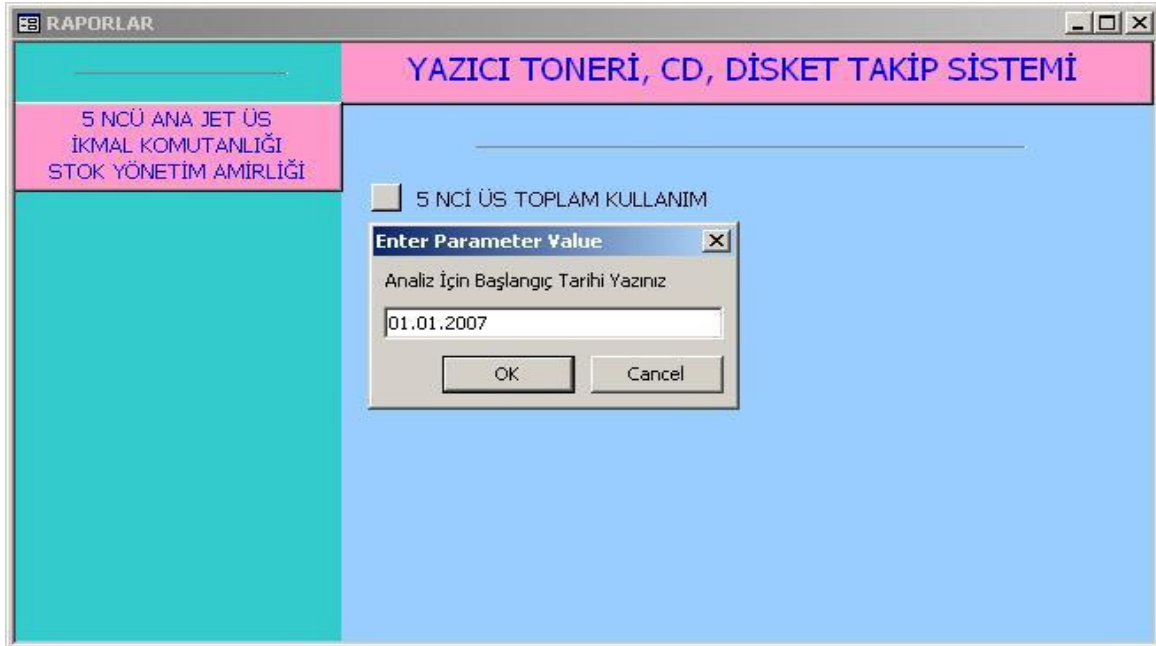 RAPORLAR
YAZICI TONERİ, CD, DİSKET TAKİP SİSTEMİ
5 NCÜ ANA JET ÜS
İKMAL KOMUTANLIĞI
STOK YÖNETİM AMİRLİĞİ
5 NCİ ÜS TOPLAM KULLANIM
Enter Parameter Value
Analiz İçin Başlangıç Tarihi Yazınız
01.01.2007
OK Cancel